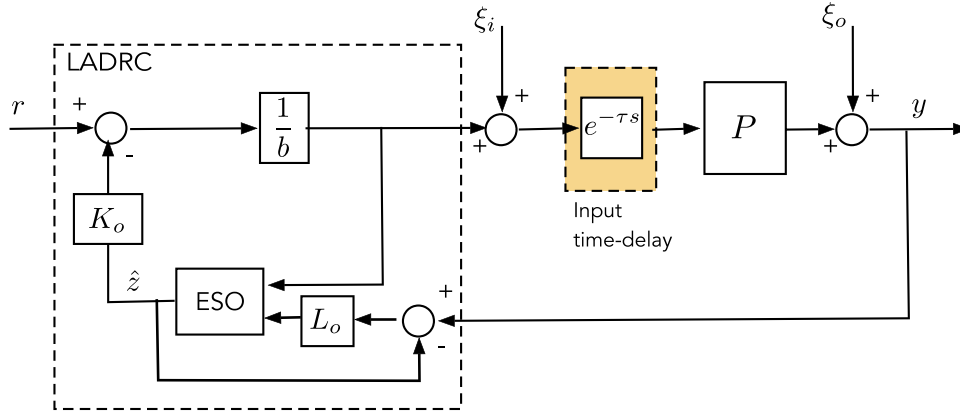 ξ_i
ξ_o
LADRC
r
+
-
1
b
+
+
e^{-τs}
P
+
+
y
K_o
Input
time-delay
ẑ
ESO
L_o
+
-